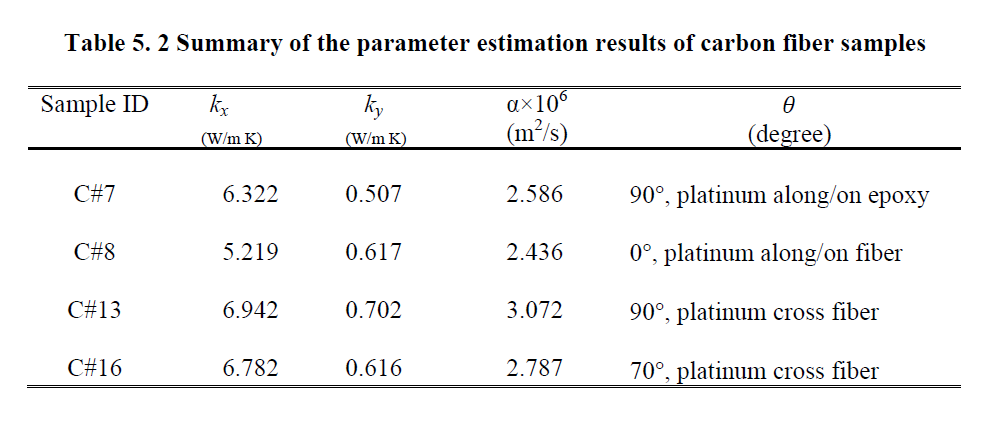 Table 5. 2 Summary of the parameter estimation results of carbon fiber samples
Sample ID kx ky α×10⁶ θ
(W/m K) (W/m K) (m²/s) (degree)
C#7 6.322 0.507 2.586 90°, platinum along/on epoxy
C#8 5.219 0.617 2.436 0°, platinum along/on fiber
C#13 6.942 0.702 3.072 90°, platinum cross fiber
C#16 6.782 0.616 2.787 70°, platinum cross fiber